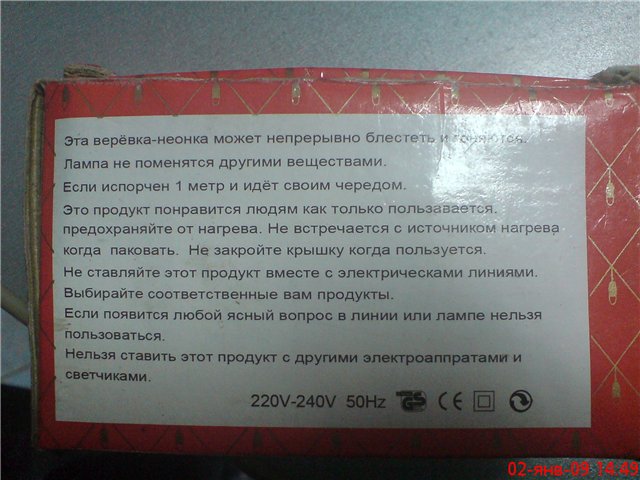 Эта верёвка-неонка может непрерывно блестеть и гоняются.
Лампа не поменятся другими веществами.
Если испорчен 1 метр и идёт своим чередом.
Это продукт понравится людям как только пользавается.
предохраняйте от нагрева. Не встречается с источником нагрева
когда паковать. Не закройте крышку когда пользуется.
Не ставляйте этот продукт вместе с электрическами линиями.
Выбирайте соответственные вам продукты.
Если появится любой ясный вопрос в линии или лампе нельзя
пользоваться.
Нельзя ставить этот продукт с другими электроаппратами и
светчиками.
220V-240V 50Hz GS CE
02-янв-09 14:49